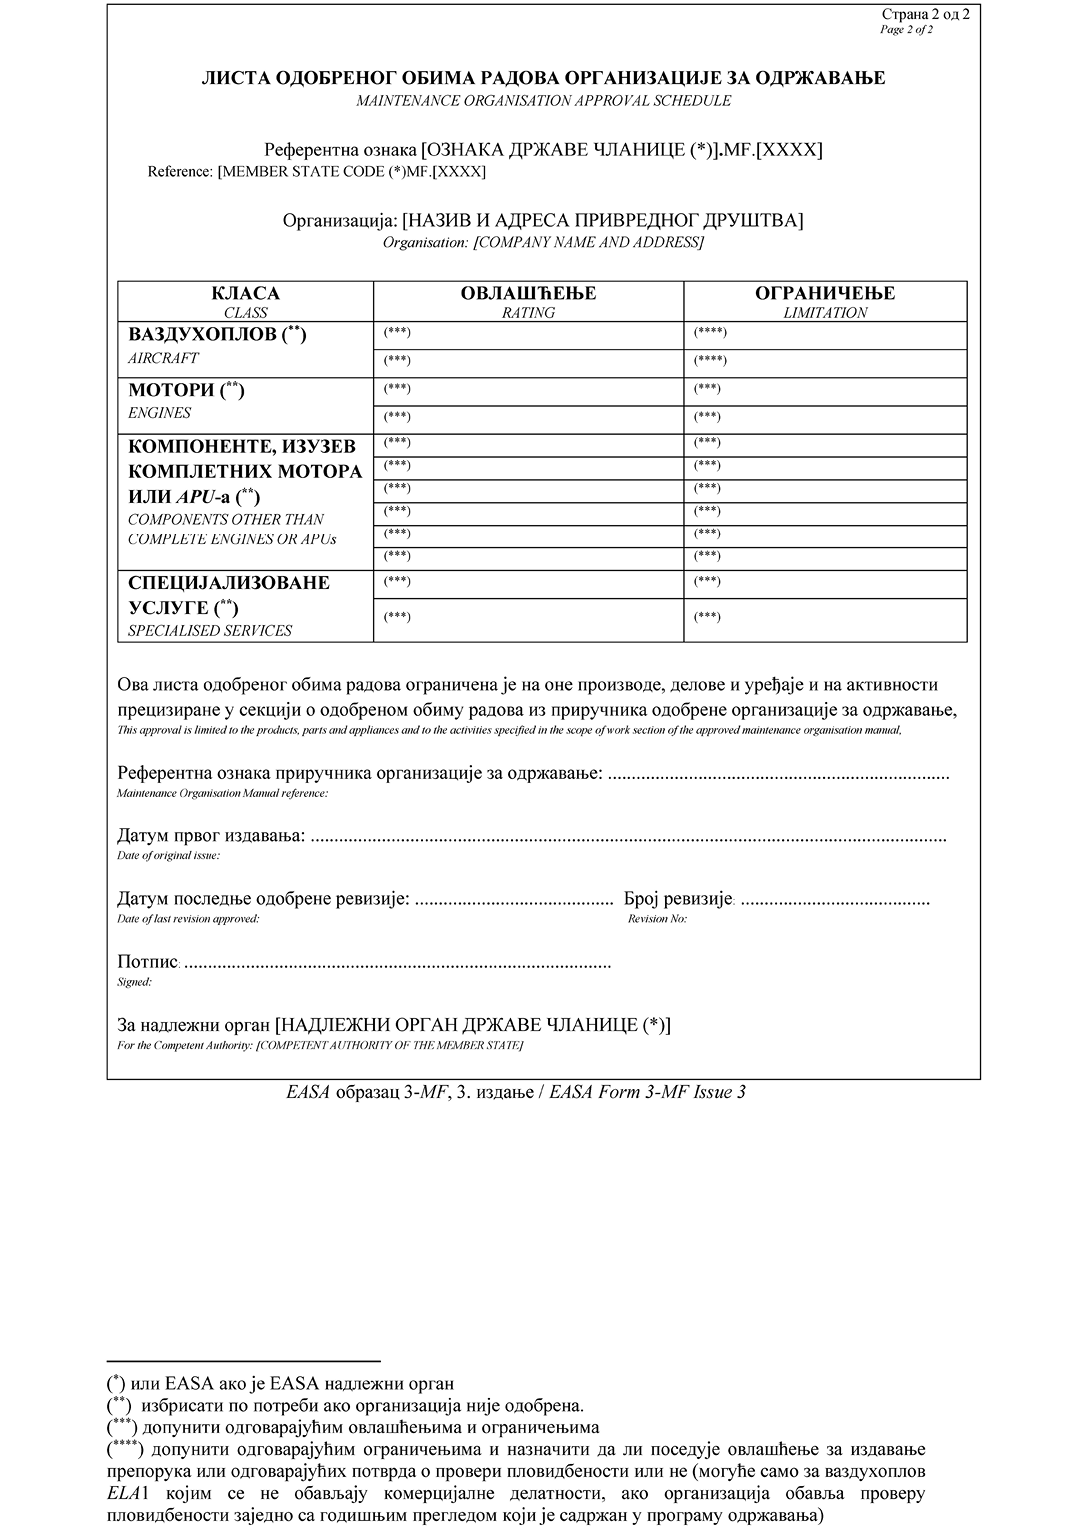 Страна 2 од 2
Page 2 of 2
ЛИСТА ОДОБРЕНОГ ОБИМА РАДОВА ОРГАНИЗАЦИЈЕ ЗА ОДРЖАВАЊЕ
MAINTENANCE ORGANISATION APPROVAL SCHEDULE
Референтна ознака [ОЗНАКА ДРЖАВЕ ЧЛАНИЦЕ (*)].MF.[XXXX]
Reference: [MEMBER STATE CODE (*)MF.[XXXX]
Организација: [НАЗИВ И АДРЕСА ПРИВРЕДНОГ ДРУШТВА]
Organisation: [COMPANY NAME AND ADDRESS]
КЛАСА ОВЛАШЋЕЊЕ ОГРАНИЧЕЊЕ
CLASS RATING LIMITATION
ВАЗДУХОПЛОВ (**) (***) (****)
AIRCRAFT (***) (****)
МОТОРИ (**) (***) (***)
ENGINES (***) (***)
КОМПОНЕНТЕ, ИЗУЗЕВ (***) (***)
КОМПЛЕТНИХ МОТОРА (***) (***)
ИЛИ APU-а (**) (***) (***)
COMPONENTS OTHER THAN (***) (***)
COMPLETE ENGINES OR APUs (***) (***)
(***) (***)
СПЕЦИЈАЛИЗОВАНЕ (***) (***)
УСЛУГЕ (**) (***) (***)
SPECIALISED SERVICES
Ова листа одобреног обима радова ограничена је на оне производе, делове и уређаје и на активности
прецизиране у секцији о одобреном обиму радова из приручника одобрене организације за одржавање,
This approval is limited to the products, parts and appliances and to the activities specified in the scope of work section of the approved maintenance organisation manual,
Референтна ознака приручника организације за одржавање: ........................................................................
Maintenance Organisation Manual reference:
Датум првог издавања: ......................................................................................................................................
Date of original issue:
Датум последње одобрене ревизије: .......................................... Број ревизије: ........................................
Date of last revision approved: Revision No:
Потпис: ..........................................................................................
Signed:
За надлежни орган [НАДЛЕЖНИ ОРГАН ДРЖАВЕ ЧЛАНИЦЕ (*)]
For the Competent Authority: [COMPETENT AUTHORITY OF THE MEMBER STATE]
EASA образац 3-MF, 3. издање / EASA Form 3-MF Issue 3
(*) или EASA ако је EASA надлежни орган
(**) избрисати по потреби ако организација није одобрена.
(***) допунити одговарајућим овлашћењима и ограничењима
(****) допунити одговарајућим ограничењима и назначити да ли поседује овлашћење за издавање
препорука или одговарајућих потврда о провери пловидбености или не (могуће само за ваздухоплов
ELA1 којим се не обављају комерцијалне делатности, ако организација обавља проверу
пловидбености заједно са годишњим прегледом који је садржан у програму одржавања)